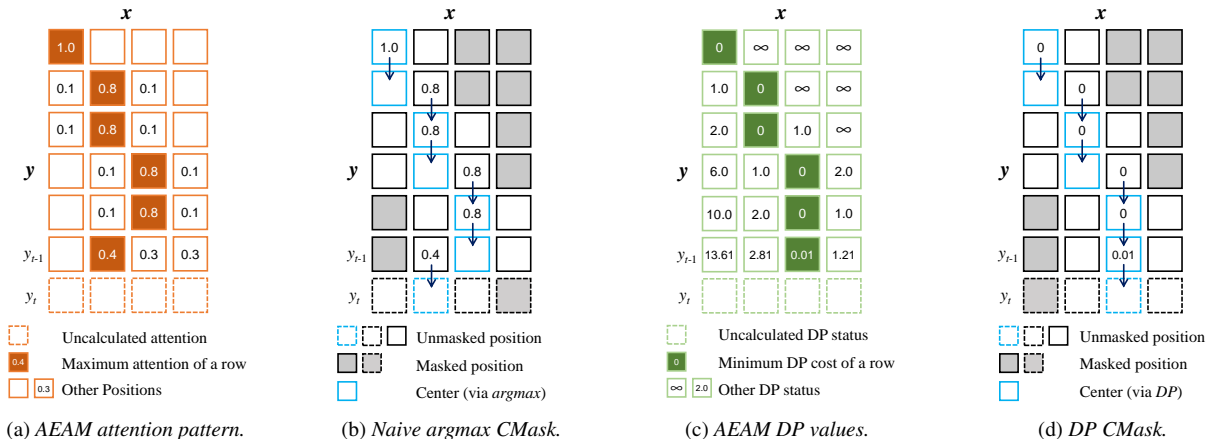 x
1.0
0.1 0.8 0.1
0.1 0.8 0.1
y
0.1 0.8 0.1
0.1 0.8 0.1
yt-1
0.4 0.3 0.3
yt
Uncalculated attention
0.4 Maximum attention of a row
0.3 Other Positions
(a) AEAM attention pattern.
x
1.0
0.8
0.8
y
0.8
0.8
yt-1
0.4
yt
Unmasked position
Masked position
Center (via argmax)
(b) Naive argmax CMask.
x
0 ∞ ∞ ∞
1.0 0 ∞ ∞
2.0 0 1.0 ∞
y
6.0 1.0 0 2.0
10.0 2.0 0 1.0
yt-1
13.61 2.81 0.01 1.21
yt
Uncalculated DP status
0 Minimum DP cost of a row
∞ 2.0 Other DP status
(c) AEAM DP values.
x
0
0
0
y
0
0
yt-1
0.01
yt
Unmasked position
Masked position
Center (via DP)
(d) DP CMask.